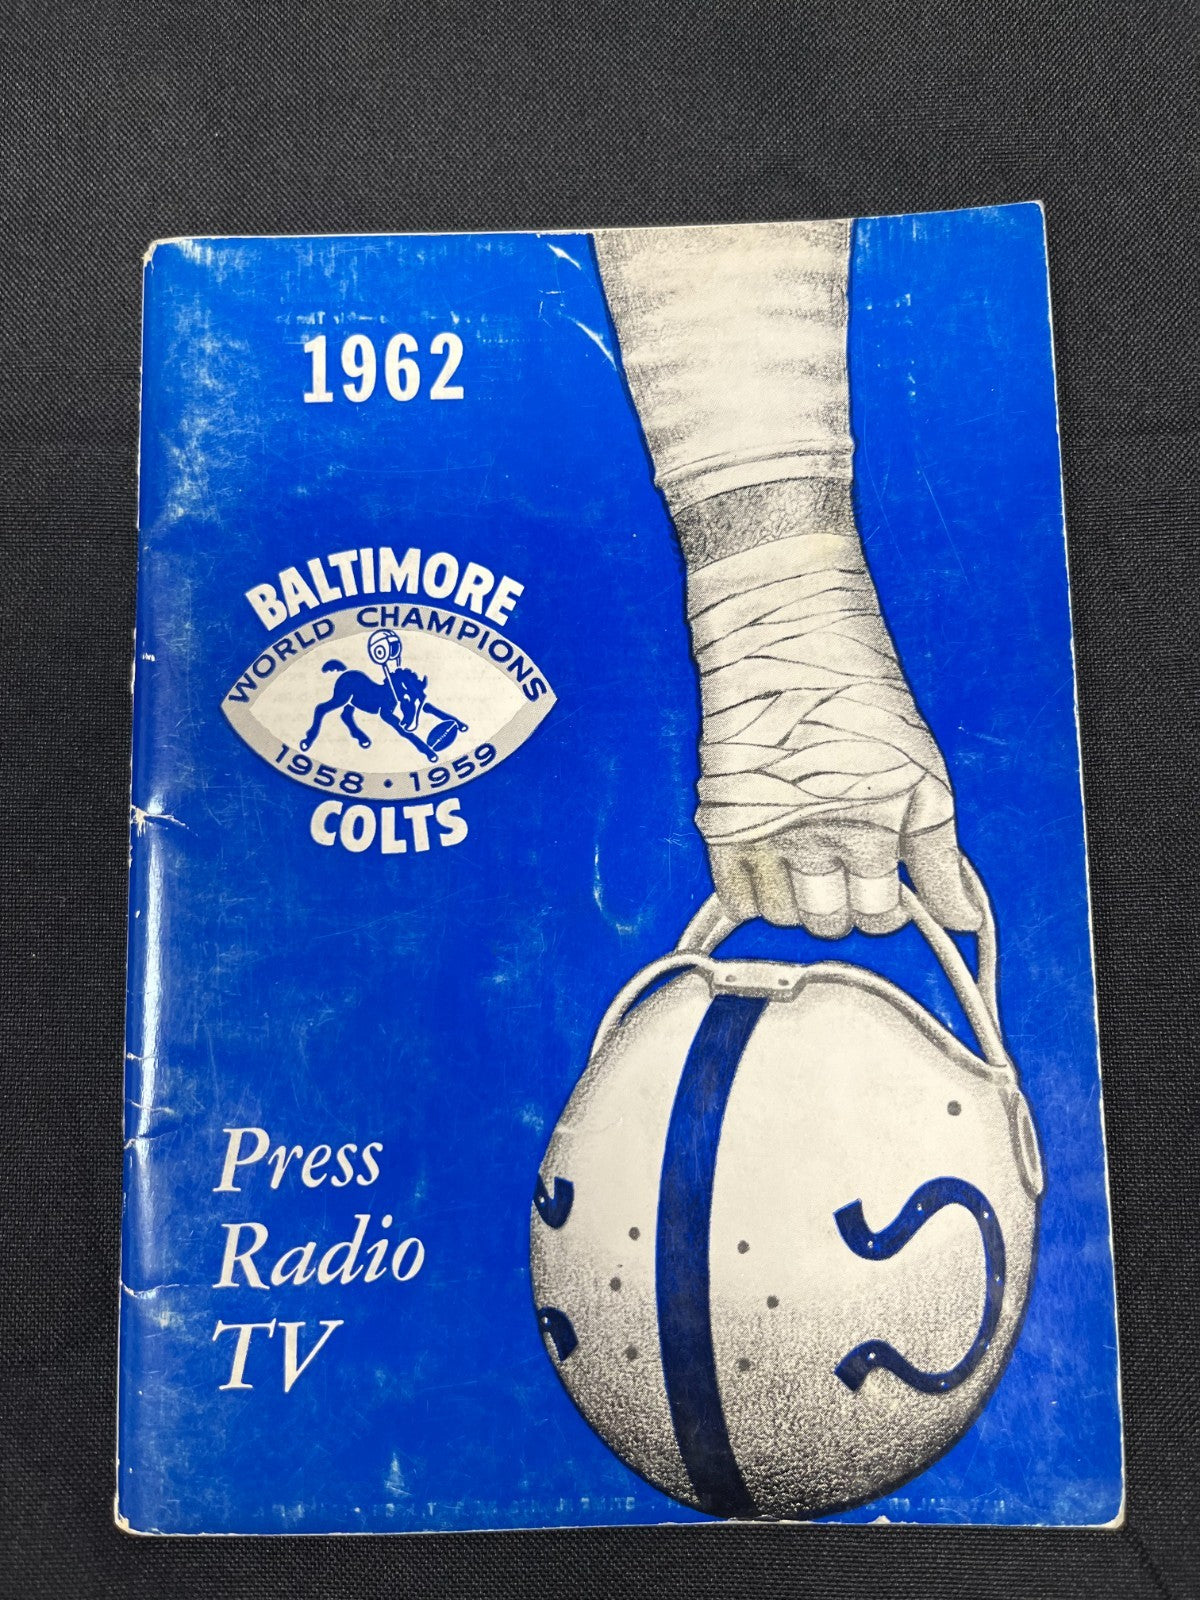 1962
BALTIMORE
WORLD CHAMPIONS
1958 • 1959
COLTS
Press
Radio
TV